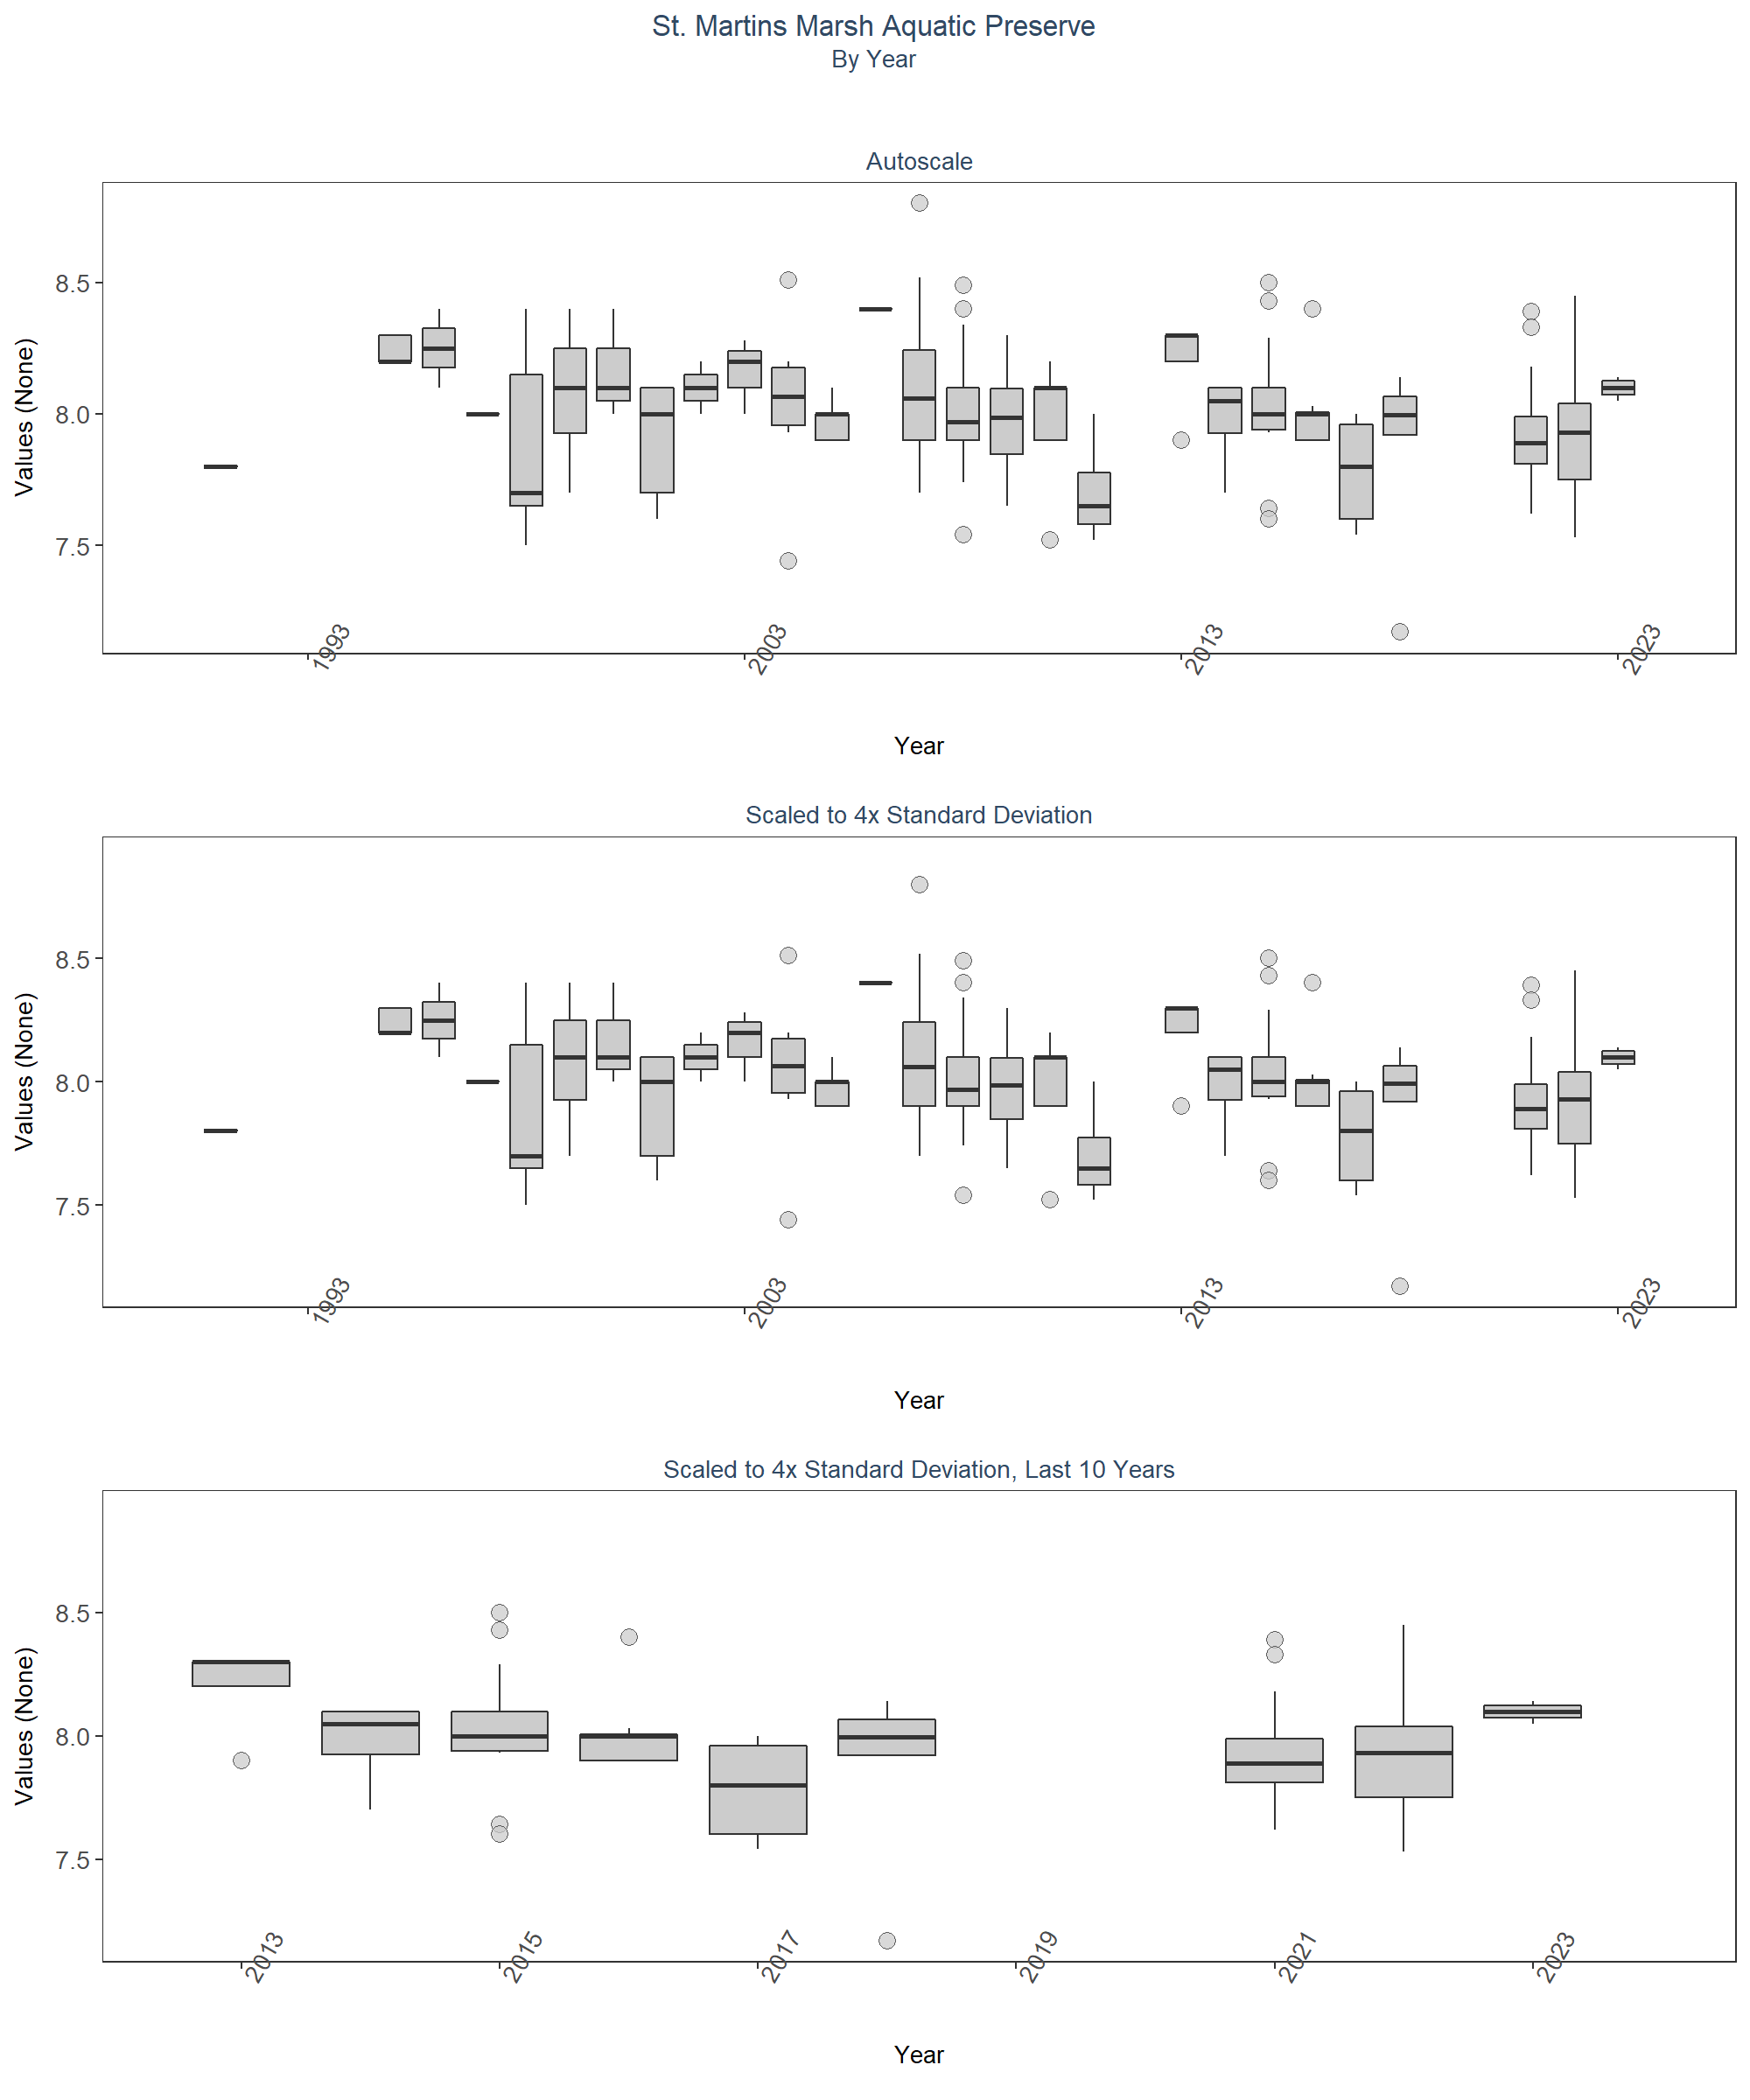 St. Martins Marsh Aquatic Preserve
By Year
Autoscale
Values (None)
8.5
8.0
7.5
1993
2003
2013
2023
Year
Scaled to 4x Standard Deviation
Values (None)
8.5
8.0
7.5
1993
2003
2013
2023
Year
Scaled to 4x Standard Deviation, Last 10 Years
Values (None)
8.5
8.0
7.5
2013
2015
2017
2019
2021
2023
Year